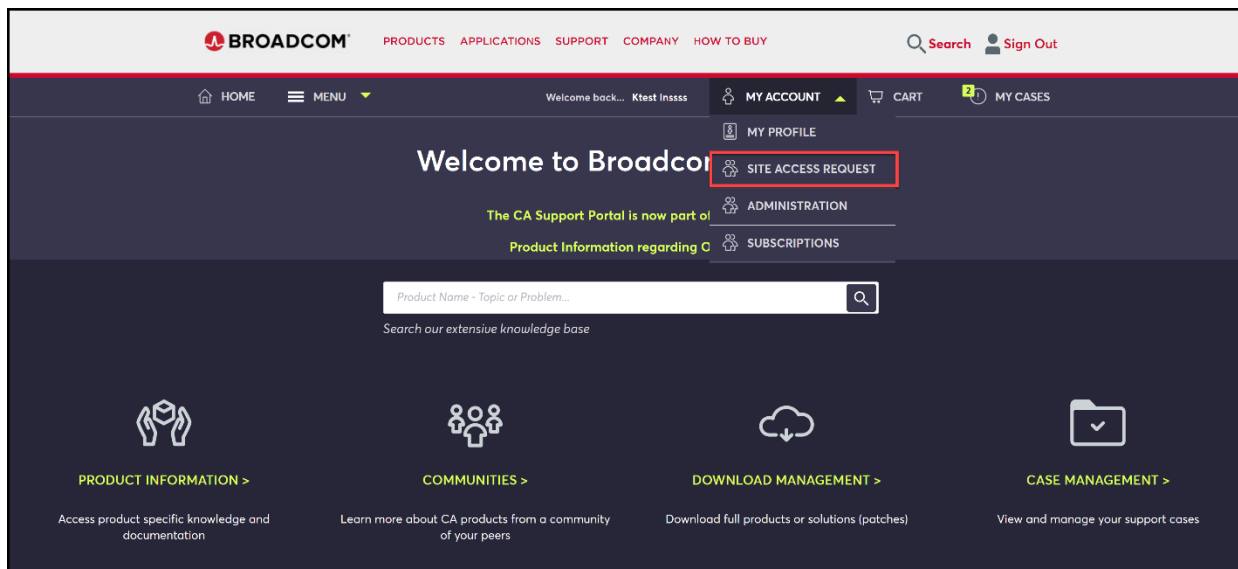 BROADCOM PRODUCTS APPLICATIONS SUPPORT COMPANY HOW TO BUY Search Sign Out
HOME MENU Welcome back... Ktest Inssss MY ACCOUNT CART 2 MY CASES
MY PROFILE
Welcome to Broadcom
SITE ACCESS REQUEST
ADMINISTRATION
The CA Support Portal is now part of
SUBSCRIPTIONS
Product Information regarding
Product Name - Topic or Problem...
Search our extensive knowledge base
PRODUCT INFORMATION > COMMUNITIES > DOWNLOAD MANAGEMENT > CASE MANAGEMENT >
Access product specific knowledge and Learn more about CA products from a community Download full products or solutions (patches) View and manage your support cases
documentation of your peers